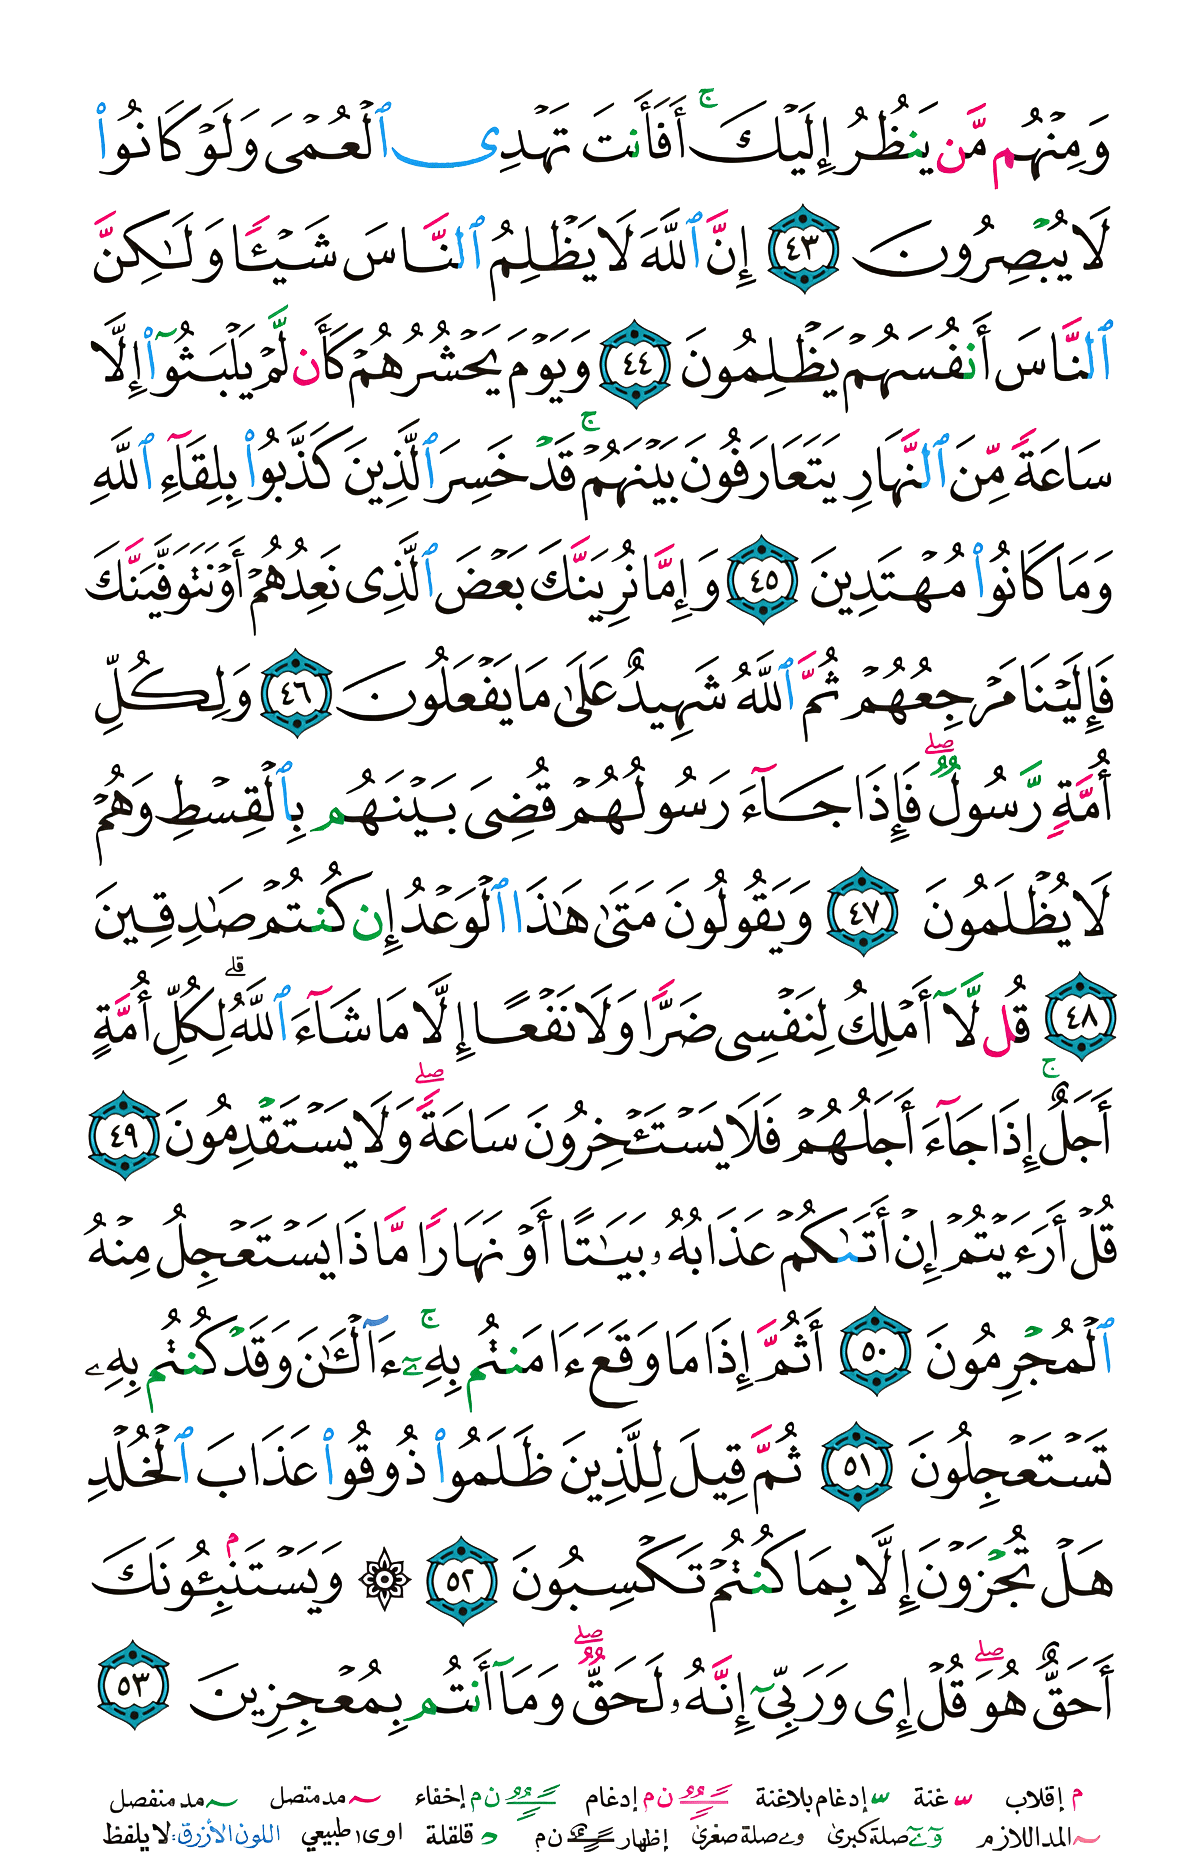 وَمِنْهُم مَّن يَنظُرُ إِلَيْكَ ۚ أَفَأَنتَ تَهْدِى ٱلْعُمْىَ وَلَوْ كَانُوا۟
لَا يُبْصِرُونَ ٤٣ إِنَّ ٱللَّهَ لَا يَظْلِمُ ٱلنَّاسَ شَيْـًٔا وَلَـٰكِنَّ
ٱلنَّاسَ أَنفُسَهُمْ يَظْلِمُونَ ٤٤ وَيَوْمَ يَحْشُرُهُمْ كَأَن لَّمْ يَلْبَثُوٓا۟ إِلَّا
سَاعَةً مِّنَ ٱلنَّهَارِ يَتَعَارَفُونَ بَيْنَهُمْ ۚ قَدْ خَسِرَ ٱلَّذِينَ كَذَّبُوا۟ بِلِقَآءِ ٱللَّهِ
وَمَا كَانُوا۟ مُهْتَدِينَ ٤٥ وَإِمَّا نُرِيَنَّكَ بَعْضَ ٱلَّذِى نَعِدُهُمْ أَوْ نَتَوَفَّيَنَّكَ
فَإِلَيْنَا مَرْجِعُهُمْ ثُمَّ ٱللَّهُ شَهِيدٌ عَلَىٰ مَا يَفْعَلُونَ ٤٦ وَلِكُلِّ
أُمَّةٍ رَّسُولٌ ۖ فَإِذَا جَآءَ رَسُولُهُمْ قُضِىَ بَيْنَهُم بِٱلْقِسْطِ وَهُمْ
لَا يُظْلَمُونَ ٤٧ وَيَقُولُونَ مَتَىٰ هَـٰذَا ٱلْوَعْدُ إِن كُنتُمْ صَـٰدِقِينَ
٤٨ قُل لَّآ أَمْلِكُ لِنَفْسِى ضَرًّا وَلَا نَفْعًا إِلَّا مَا شَآءَ ٱللَّهُ ۗ لِكُلِّ أُمَّةٍ
أَجَلٌ ۚ إِذَا جَآءَ أَجَلُهُمْ فَلَا يَسْتَـْٔخِرُونَ سَاعَةً ۖ وَلَا يَسْتَقْدِمُونَ ٤٩
قُلْ أَرَءَيْتُمْ إِنْ أَتَىٰكُمْ عَذَابُهُۥ بَيَـٰتًا أَوْ نَهَارًا مَّاذَا يَسْتَعْجِلُ مِنْهُ
ٱلْمُجْرِمُونَ ٥٠ أَثُمَّ إِذَا مَا وَقَعَ ءَامَنتُم بِهِۦٓ ۚ ءَآلْـَٔـٰنَ وَقَدْ كُنتُم بِهِۦ
تَسْتَعْجِلُونَ ٥١ ثُمَّ قِيلَ لِلَّذِينَ ظَلَمُوا۟ ذُوقُوا۟ عَذَابَ ٱلْخُلْدِ
هَلْ تُجْزَوْنَ إِلَّا بِمَا كُنتُمْ تَكْسِبُونَ ٥٢ ۞ وَيَسْتَنۢبِـُٔونَكَ
أَحَقٌّ هُوَ ۖ قُلْ إِى وَرَبِّىٓ إِنَّهُۥ لَحَقٌّ ۖ وَمَآ أَنتُم بِمُعْجِزِينَ ٥٣
م إقلاب غنة إدغام بلاغنة ن م إدغام ن م إخفاء مد متصل مد منفصل
المد اللازم صلة كبرى وے صلة صغرى إظهار ن م قلقلة اوى ا طبيعي اللون الأزرق: لا يلفظ